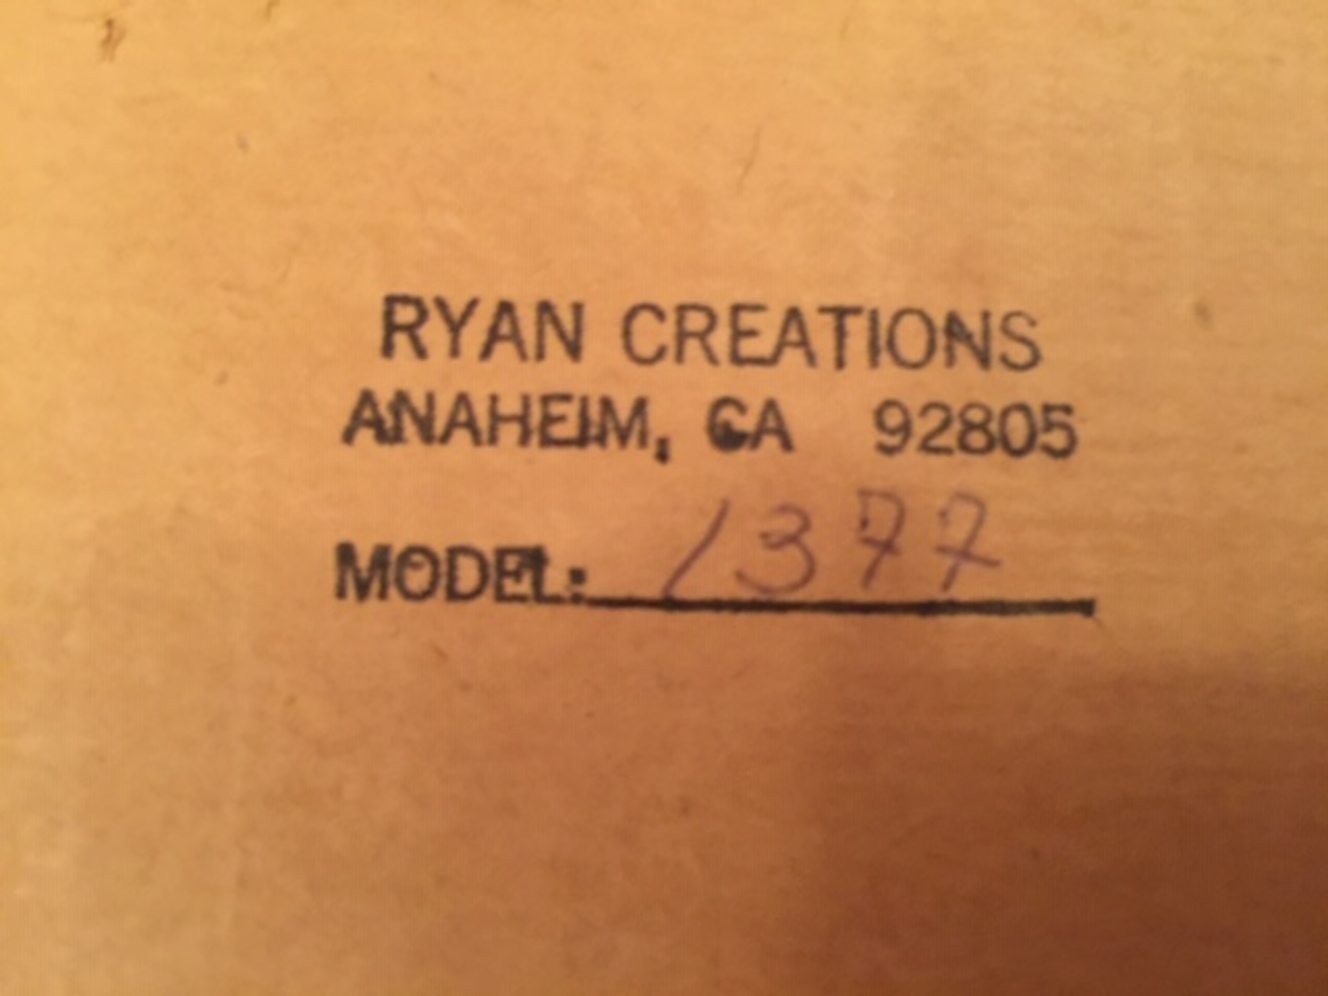 RYAN CREATIONS
ANAHEIM, CA 92805
MODEL: 1377